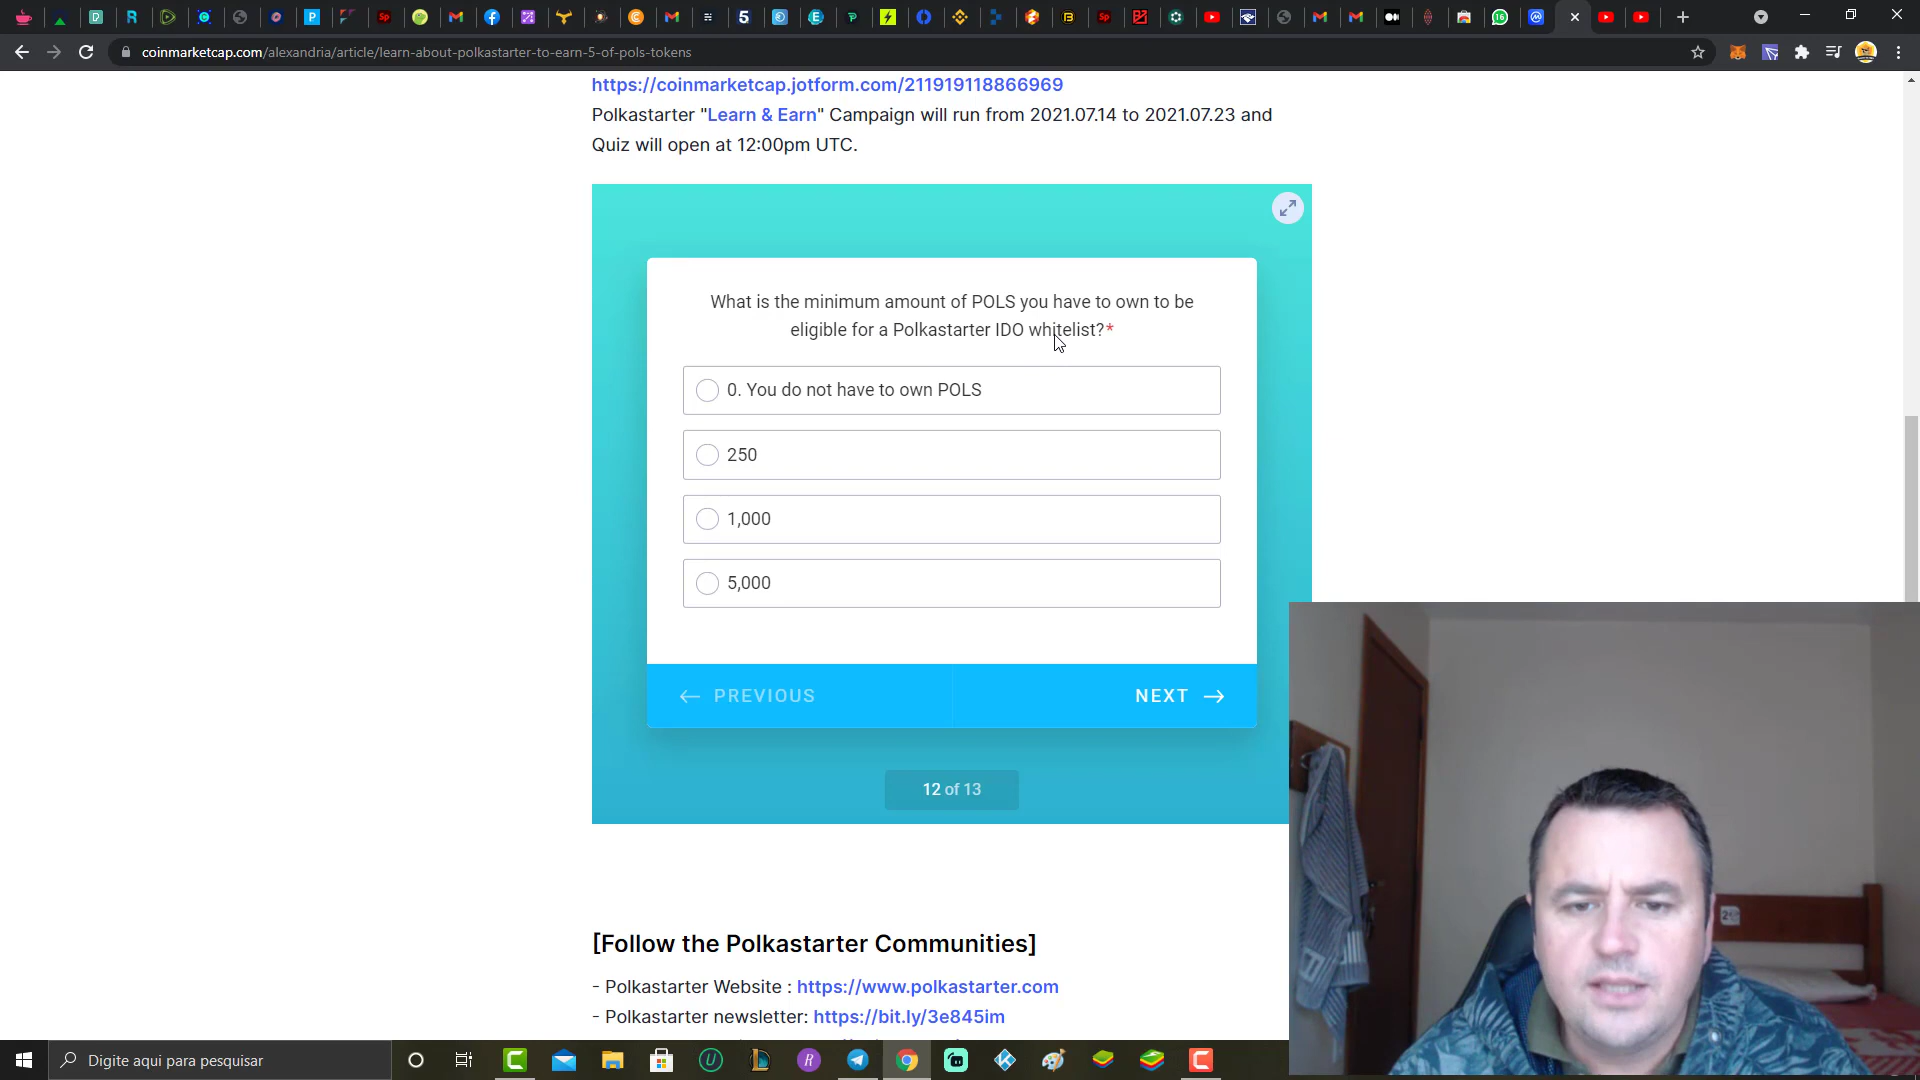 coinmarketcap.com/alexandria/article/learn-about-polkastarter-to-earn-5-of-pols-tokens
https://coinmarketcap.jotform.com/211919118866969
Polkastarter "Learn & Earn" Campaign will run from 2021.07.14 to 2021.07.23 and
Quiz will open at 12:00pm UTC.
What is the minimum amount of POLS you have to own to be
eligible for a Polkastarter IDO whitelist?*
0. You do not have to own POLS
250
1,000
5,000
← PREVIOUS
NEXT →
12 of 13
[Follow the Polkastarter Communities]
- Polkastarter Website : https://www.polkastarter.com
- Polkastarter newsletter: https://bit.ly/3e845im
Digite aqui para pesquisar